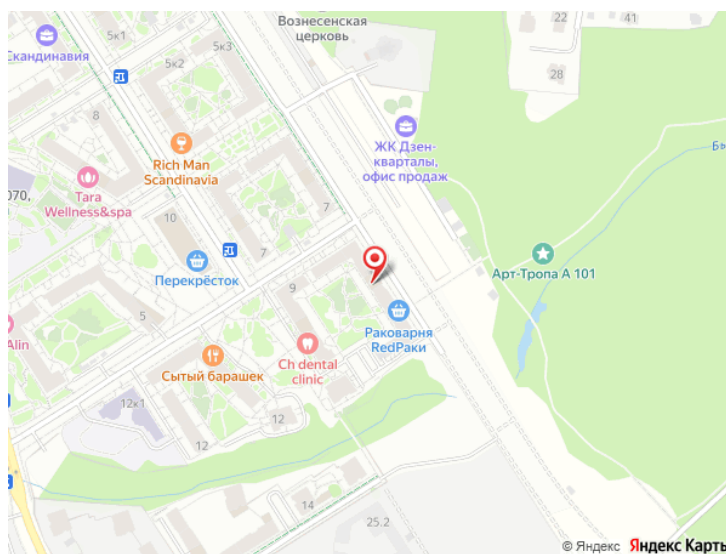 22
41
Вознесенская
церковь
5к1
Скандинавия
5к3
5к2
28
8
ЖК Дзен-
кварталы,
офис продаж
Rich Man
Scandinavia
070,
Tara
Wellness&spa
7
10
7
Перекрёсток
Арт-Тропа А 101
9
5
Раковарня
RedРаки
Alin
Ch dental
clinic
Сытый барашек
12к1
12
12
14
25.2
© Яндекс Яндекс Карты